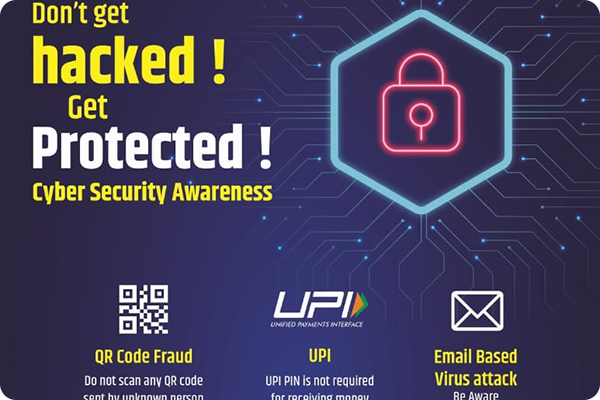 Don't get
hacked !
Get
Protected !
Cyber Security Awareness
UPI
UNIFIED PAYMENTS INTERFACE
QR Code Fraud
Do not scan any QR code
sent by unknown person
UPI
UPI PIN is not required
for receiving money
Email Based
Virus attack
Be Aware